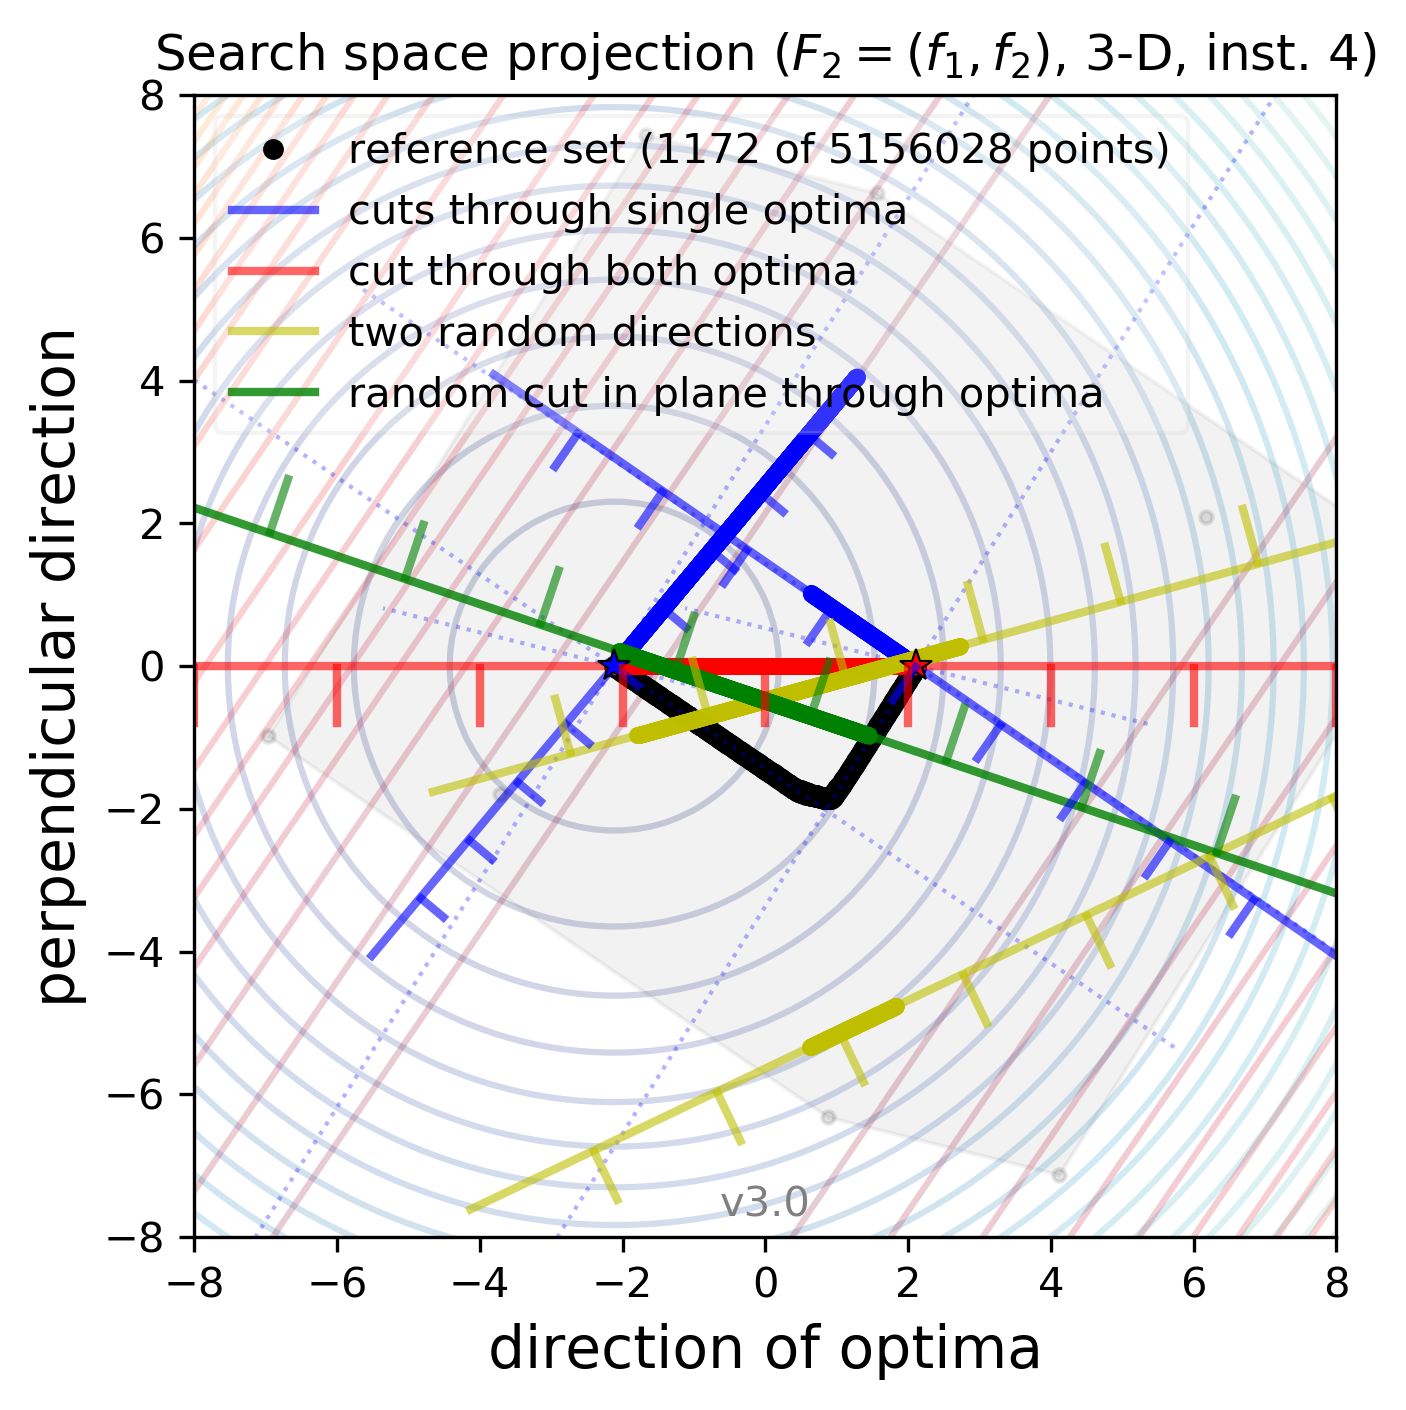 Search space projection (F₂ = (f₁, f₂), 3-D, inst. 4)
reference set (1172 of 5156028 points)
cuts through single optima
cut through both optima
two random directions
random cut in plane through optima
perpendicular direction
8
6
4
2
0
−2
−4
−6
−8
v3.0
−8 −6 −4 −2 0 2 4 6 8
direction of optima